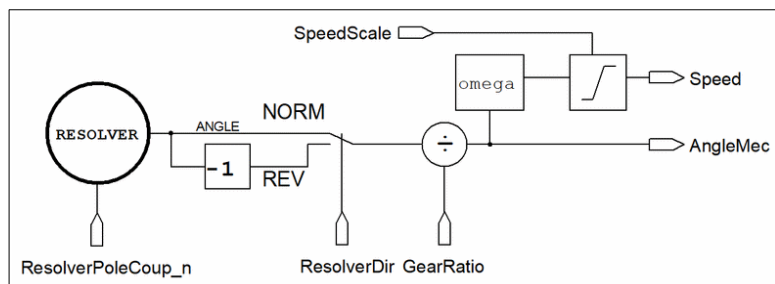 SpeedScale
omega
Speed
RESOLVER
ANGLE
NORM
÷
AngleMec
-1
REV
ResolverPoleCoup_n
ResolverDir
GearRatio